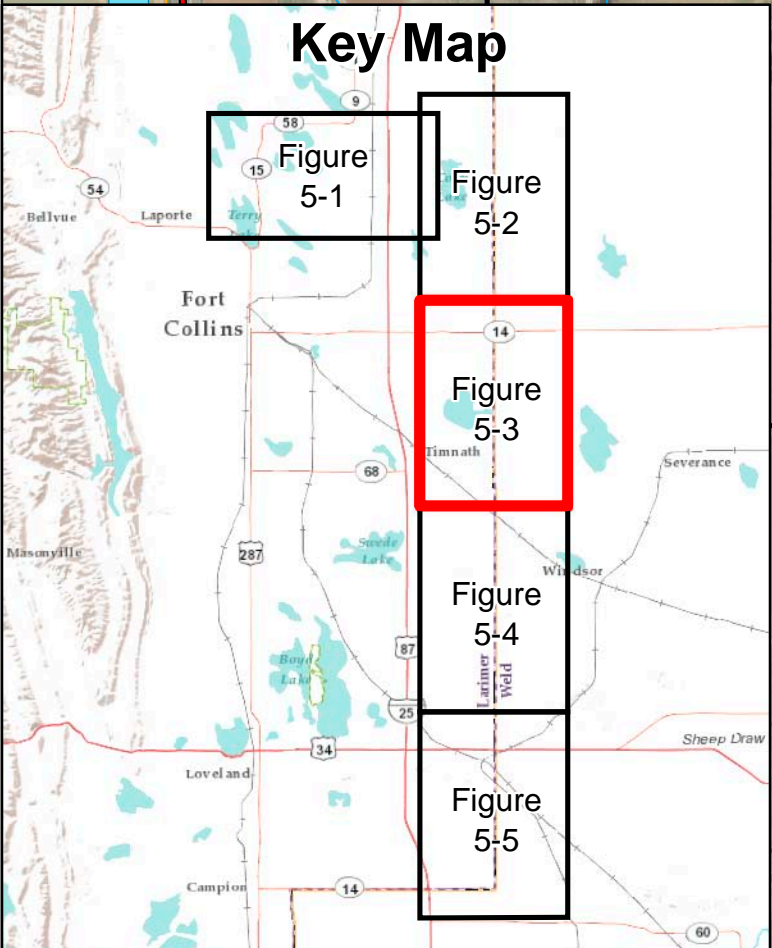 Key Map
9
58
15
Figure
5-1
Figure
5-2
54
Bellvue
Laporte
Terry
Lake
Fort
Collins
14
Figure
5-3
Timnath
Severance
68
Masonville
287
Swede
Lake
Windsor
Figure
5-4
87
Boyd
Lake
Larimer
Weld
25
34
Sheep Draw
Loveland
Figure
5-5
Campion
14
60